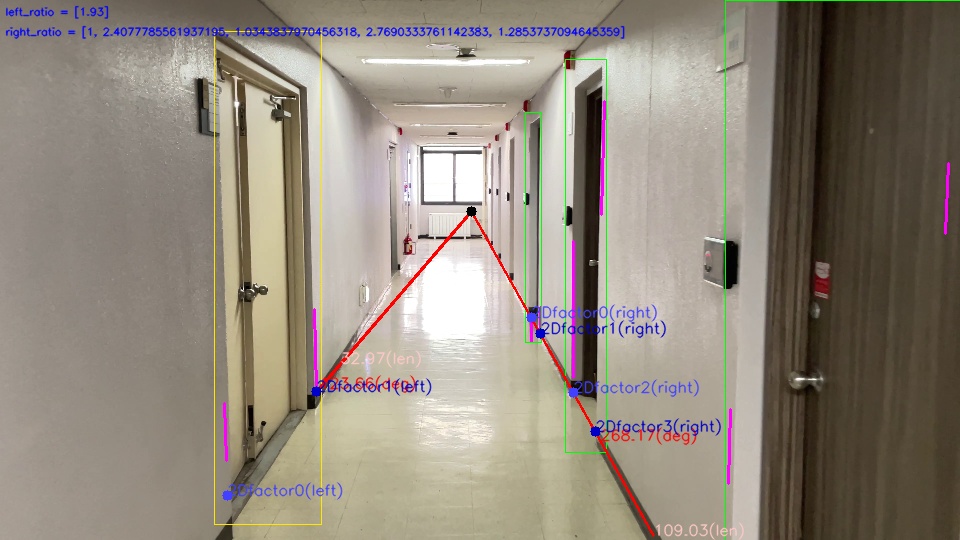 left_ratio = [1.93]
right_ratio = [1, 2.4077785561937195, 1.0343837970456318, 2.7690333761142383, 1.2853737094645359]
2Dfactor0(right)
2Dfactor1(right)
32.97(len)
2Dfactor1(left)
2Dfactor2(right)
2Dfactor3(right)
268.17(deg)
2Dfactor0(left)
109.03(len)